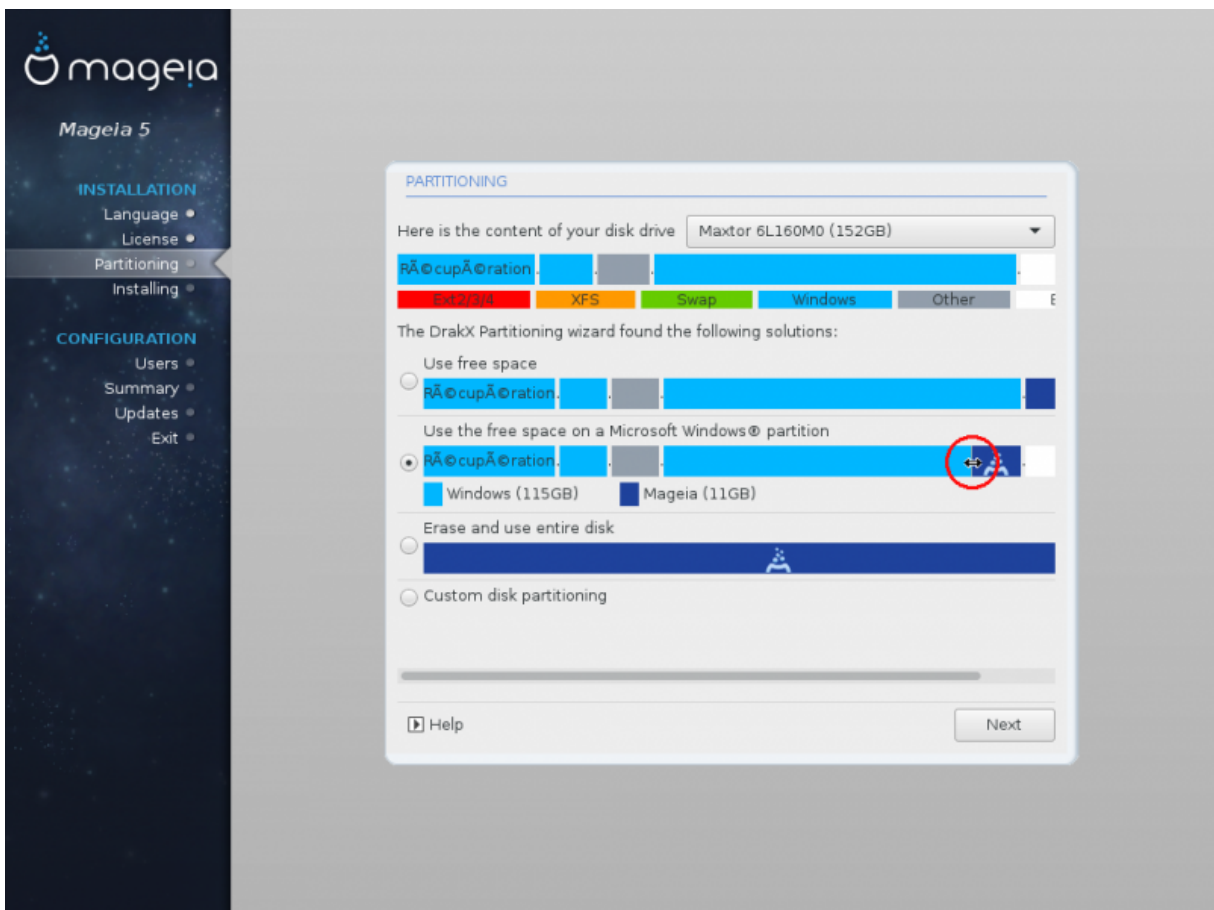 mageia
Mageia 5
INSTALLATION
Language
License
Partitioning
Installing
CONFIGURATION
Users
Summary
Updates
Exit
PARTITIONING
Here is the content of your disk drive Maxtor 6L160M0 (152GB)
RÃ©cupÃ©ration
Ext2/3/4 XFS Swap Windows Other E
The DrakX Partitioning wizard found the following solutions:
Use free space
RÃ©cupÃ©ration
Use the free space on a Microsoft Windows® partition
RÃ©cupÃ©ration
Windows (115GB) Mageia (11GB)
Erase and use entire disk
Custom disk partitioning
Help Next